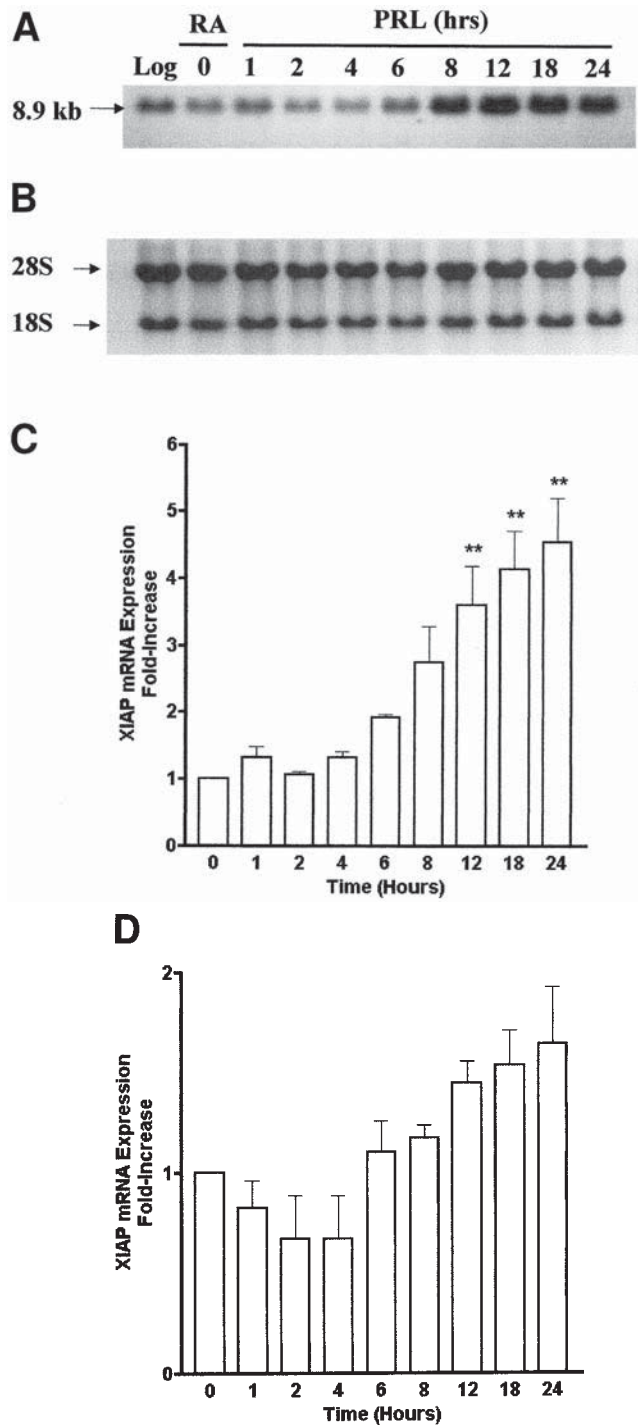 A
RA PRL (hrs)
Log 0 1 2 4 6 8 12 18 24
8.9 kb
B
28S
18S
C
XIAP mRNA Expression
Fold-Increase
6
5
4
3
2
1
0
** ** **
0 1 2 4 6 8 12 18 24
Time (Hours)
D
XIAP mRNA Expression
Fold-Increase
2
1
0
0 1 2 4 6 8 12 18 24
Time (Hours)